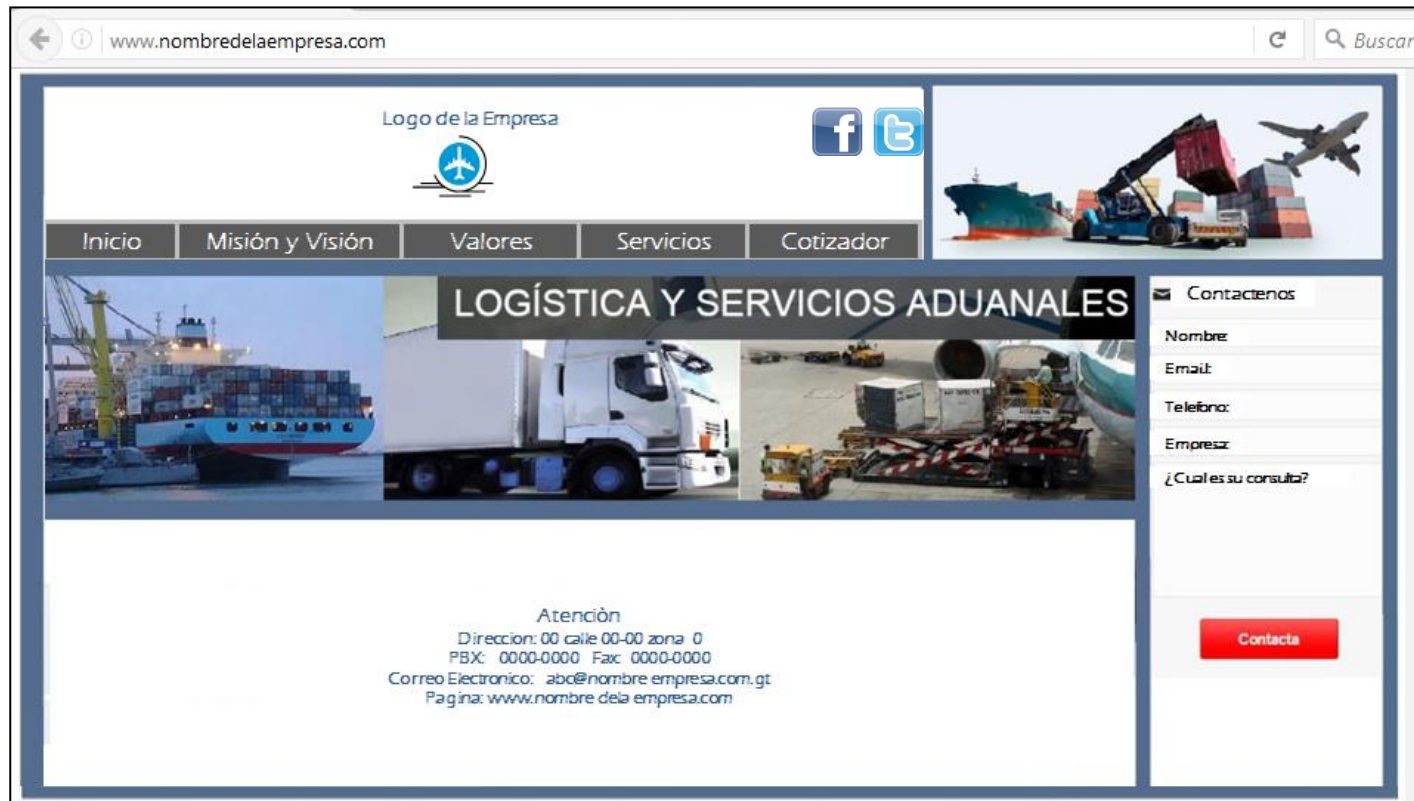 www.nombredelaempresa.com
Buscar
Logo de la Empresa
Inicio
Misión y Visión
Valores
Servicios
Cotizador
LOGÍSTICA Y SERVICIOS ADUANALES
Contactenos
Nombre:
Email:
Telefono:
Empresa:
¿Cual es su consulta?
Contacta
Atenciòn
Direccion: 00 calle 00-00 zona 0
PBX: 0000-0000 Fax: 0000-0000
Correo Electronico: abc@nombre empresa.com.gt
Pagina: www.nombre dela empresa.com